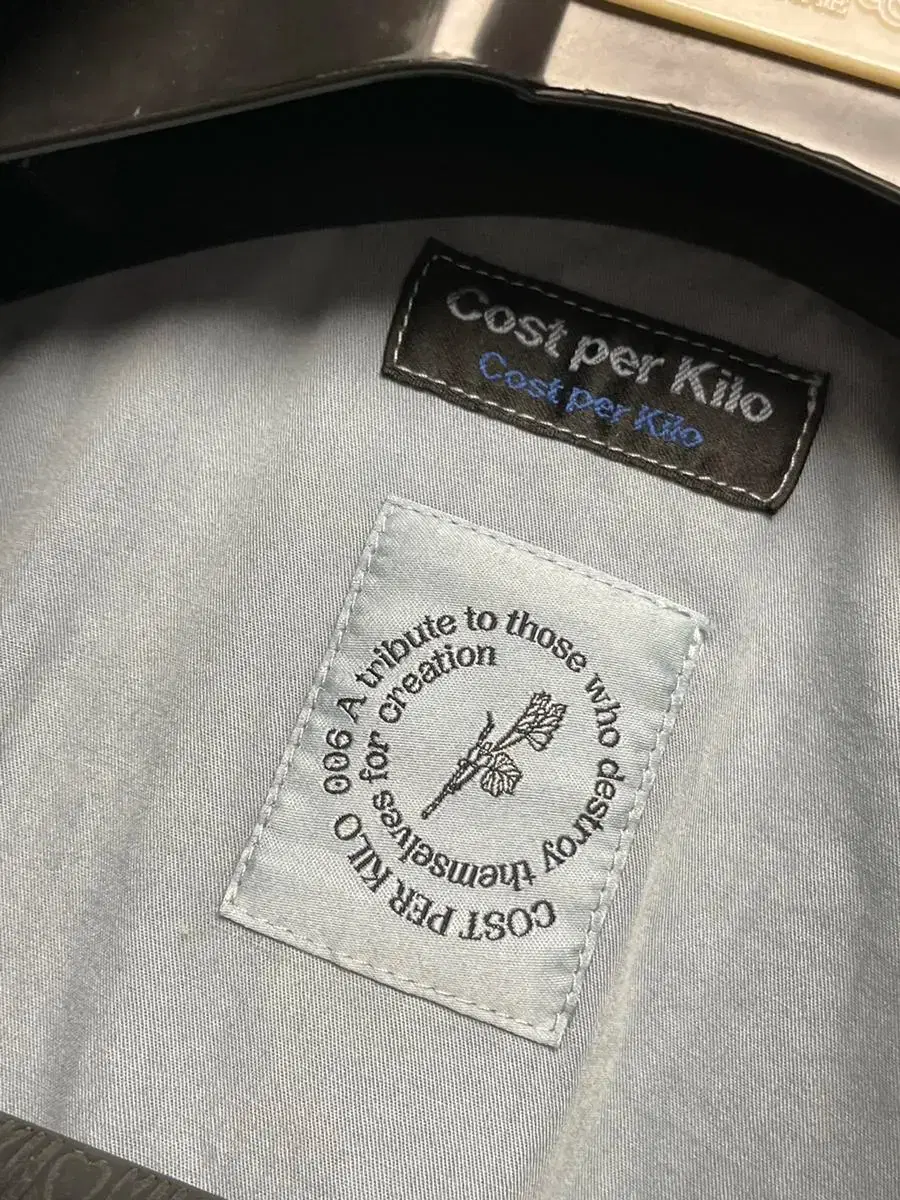 Cost per Kilo
Cost per Kilo
COST PER KILO 006 A tribute to those who destroy themselves for creation